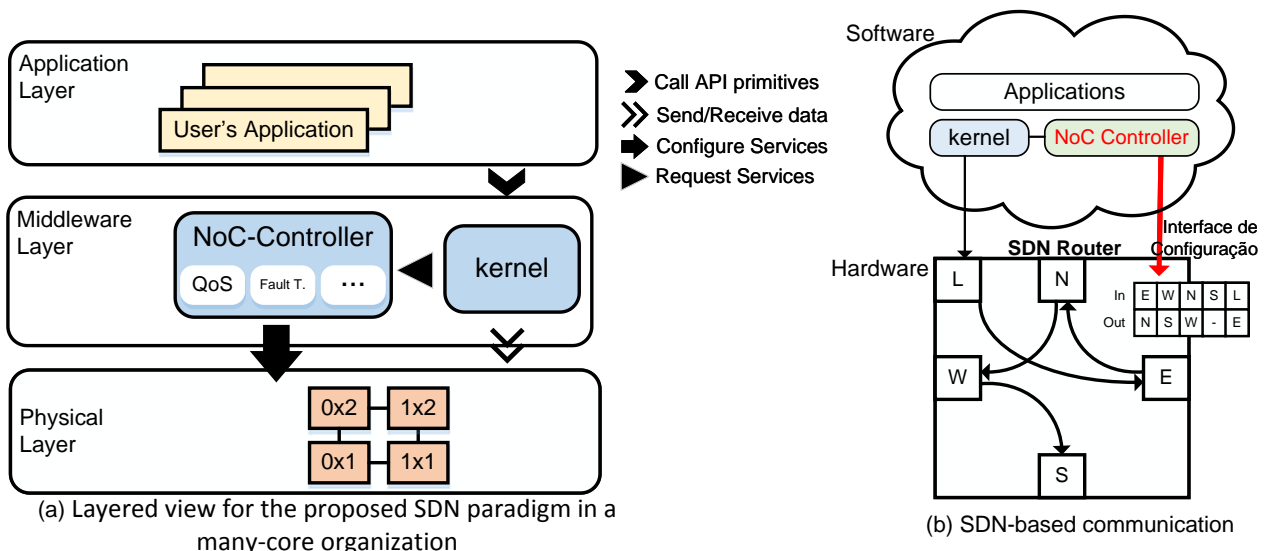 Application
Layer
User's Application
Call API primitives
Send/Receive data
Configure Services
Request Services
Middleware
Layer
NoC-Controller
QoS
Fault T.
...
kernel
Physical
Layer
0x2
1x2
0x1
1x1
(a) Layered view for the proposed SDN paradigm in a
many-core organization
Software
Applications
kernel
NoC Controller
Interface de
Configuração
SDN Router
Hardware
L
N
In E W N S L
Out N S W - E
W
E
S
(b) SDN-based communication